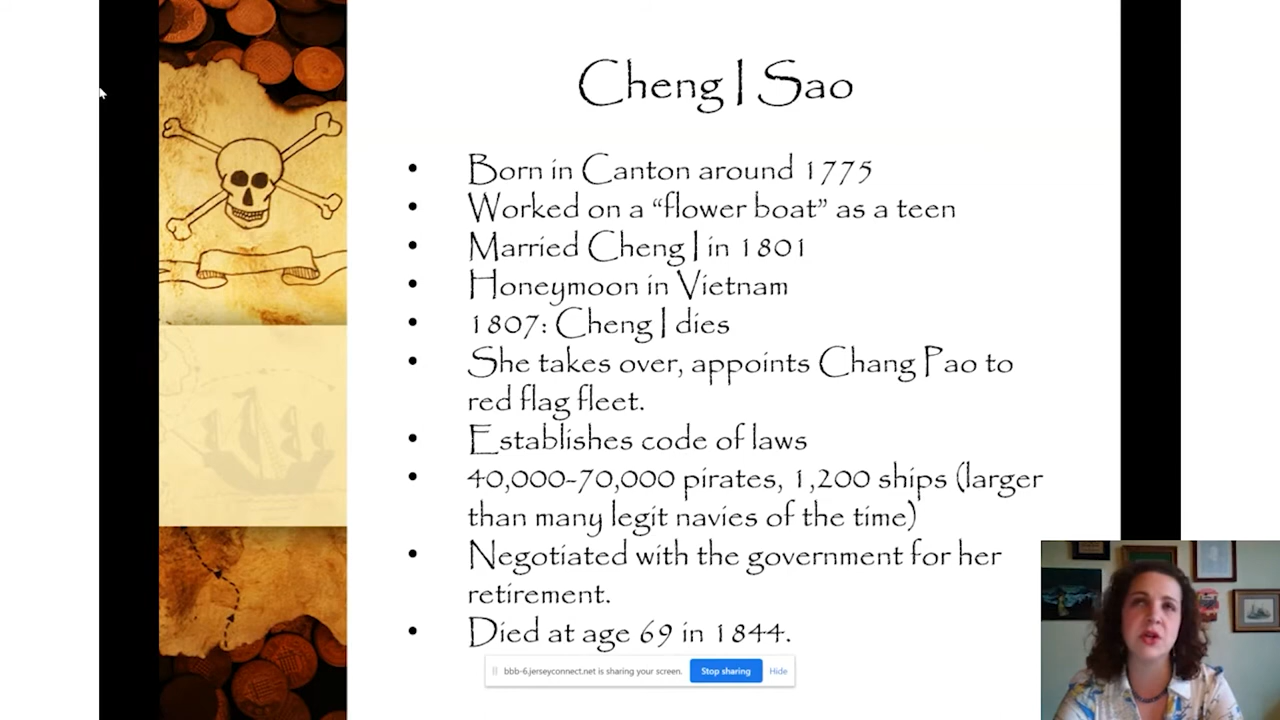 Cheng I Sao
• Born in Canton around 1775
• Worked on a “flower boat” as a teen
• Married Cheng I in 1801
• Honeymoon in Vietnam
• 1807: Cheng I dies
• She takes over, appoints Chang Pao to
red flag fleet.
• Establishes code of laws
• 40,000-70,000 pirates, 1,200 ships (larger
than many legit navies of the time)
• Negotiated with the government for her
retirement.
• Died at age 69 in 1844.
bbb-6.jerseyconnect.net is sharing your screen. Stop sharing Hide